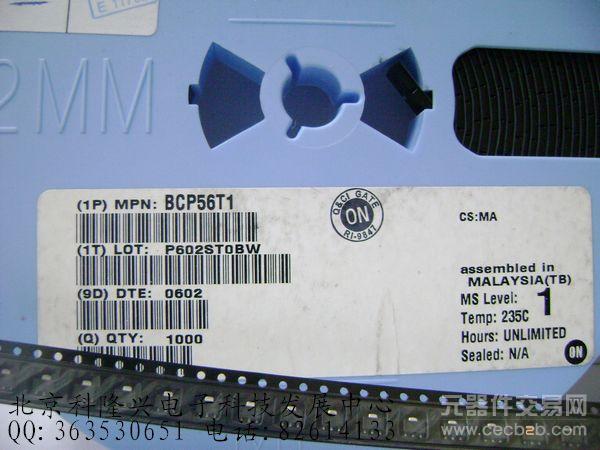 2MM
(1P) MPN: BCP56T1
Q&CI GATE
ON
RI-9847
CS:MA
(1T) LOT: P602ST0BW
assembled in
MALAYSIA(TB)
(9D) DTE: 0602
MS Level: 1
Temp: 235C
Hours: UNLIMITED
(Q) QTY: 1000
Sealed: N/A
ON
北京科隆兴电子科技发展中心
QQ:363530651 电话:82614133
元器件交易网
www.cecb2b.com